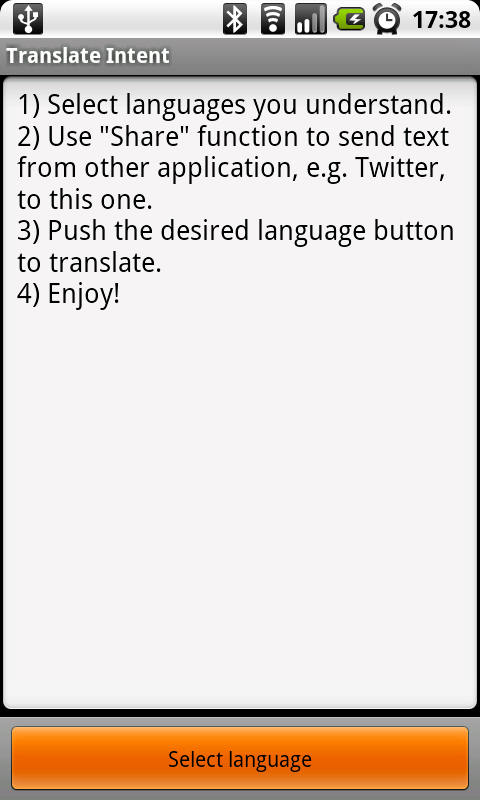 17:38
Translate Intent
1) Select languages you understand.
2) Use "Share" function to send text
from other application, e.g. Twitter,
to this one.
3) Push the desired language button
to translate.
4) Enjoy!
Select language